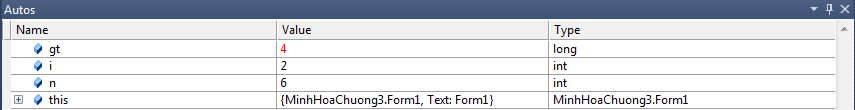 Autos
Name Value Type
gt 4 long
i 2 int
n 6 int
this {MinhHoaChuong3.Form1, Text: Form1} MinhHoaChuong3.Form1